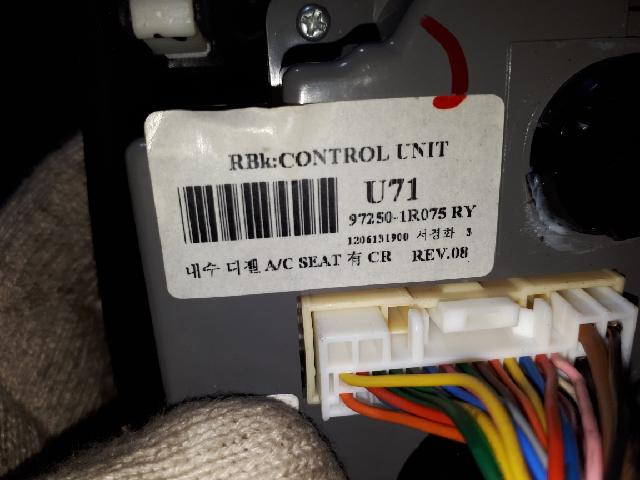 RBk:CONTROL UNIT
U71
97250-1R075 RY
1206131900 서경화 3
내수 디젤 A/C SEAT 有 CR REV.08